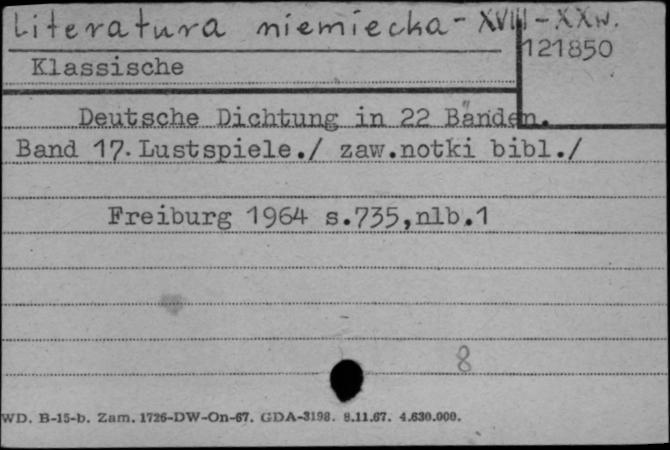 Literatura niemiecka - XVIII - XXw.
121850
Klassische
Deutsche Dichtung in 22 Bänden.
Band 17. Lustspiele./ zaw.notki bibl./
Freiburg 1964 s.735,nlb.1
8
WD. B-15-b. Zam. 1726-DW-On-67. GDA-3198. 8.11.67. 4.630.000.